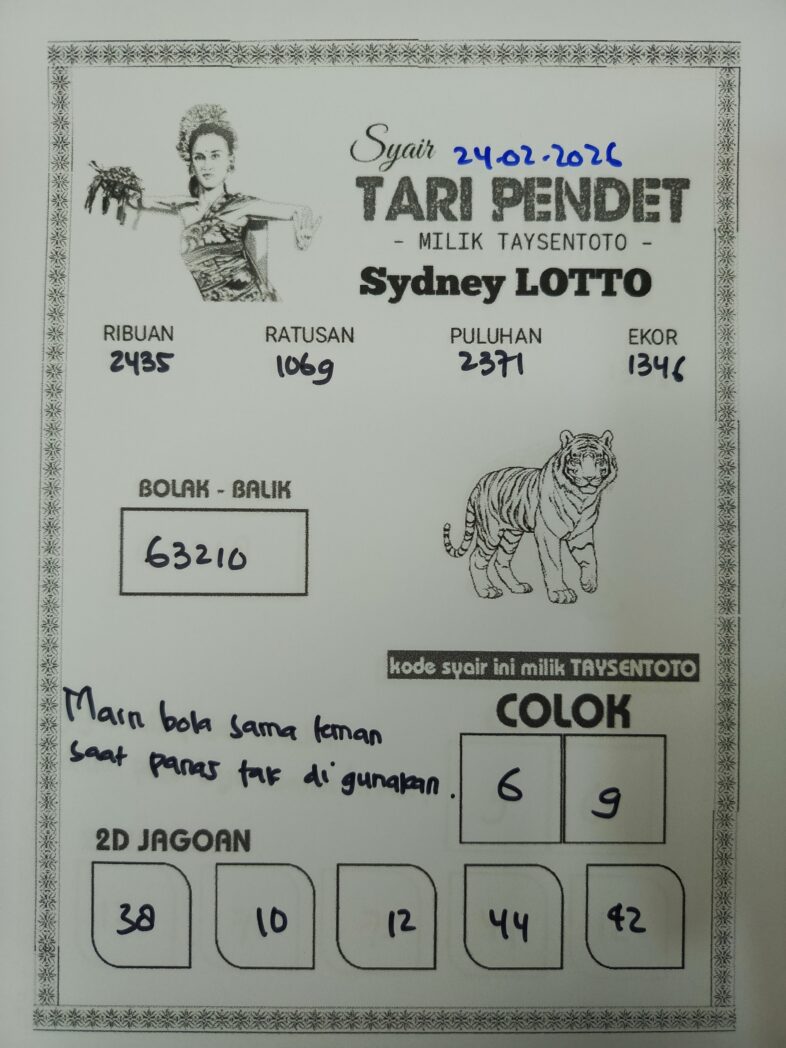 Syair 24.02.2026
TARI PENDET
- MILIK TAYSENTOTO -
Sydney LOTTO
RIBUAN RATUSAN PULUHAN EKOR
2435 1069 2371 1346
BOLAK - BALIK
63210
kode syair ini milik TAYSENTOTO
Main bola sama teman
saat panas tak di gunakan.
COLOK
6 9
2D JAGOAN
38 10 12 44 42